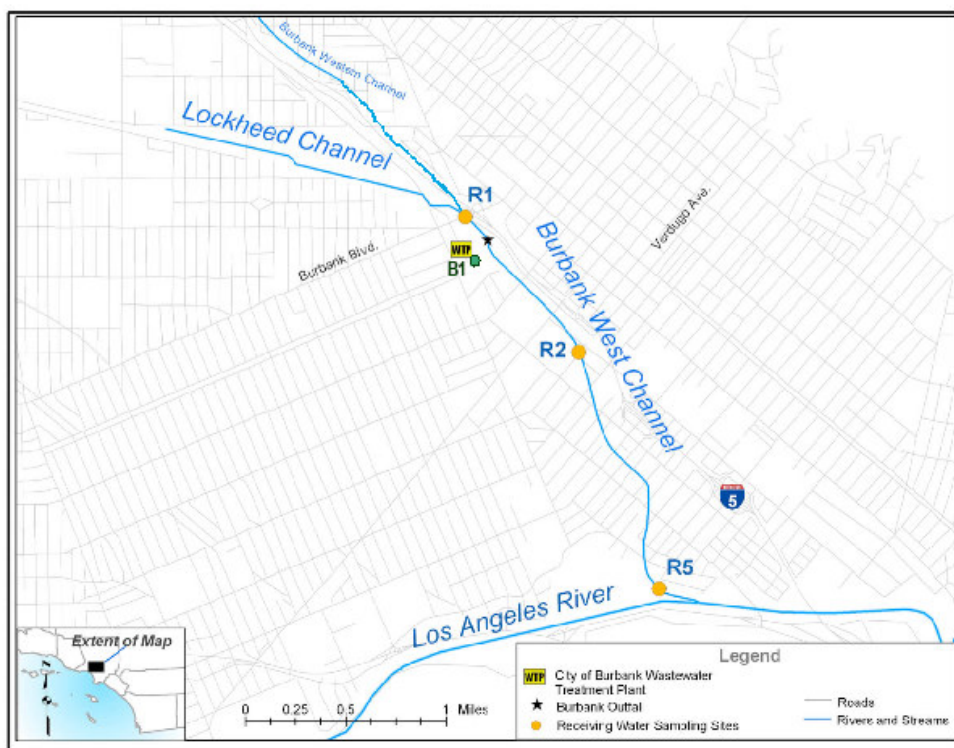 Burbank Western Channel
Lockheed Channel
R1
WTP
B1
Burbank Blvd.
Verdugo Ave.
Burbank West Channel
R2
5
R5
Los Angeles River
Extent of Map
0 0.25 0.5 1 Miles
Legend
WTP City of Burbank Wastewater
Treatment Plant
Burbank Outfal
Receiving Water Sampling Sites
Roads
Rivers and Streams